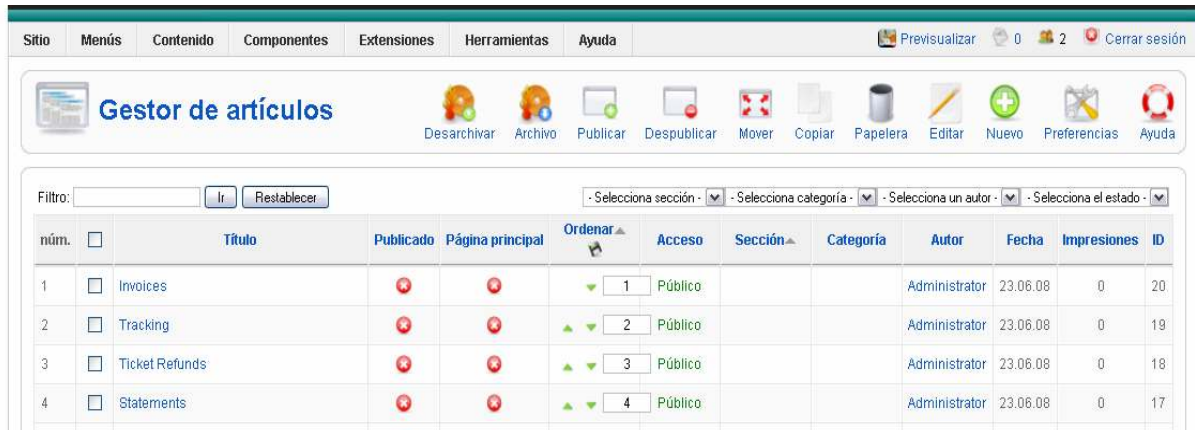 Sitio Menús Contenido Componentes Extensiones Herramientas Ayuda Previsualizar 0 2 Cerrar sesión
Gestor de artículos
Desarchivar Archivo Publicar Despublicar Mover Copiar Papelera Editar Nuevo Preferencias Ayuda
Filtro: Ir Restablecer - Selecciona sección - - Selecciona categoría - - Selecciona un autor - - Selecciona el estado -
núm. Título Publicado Página principal Ordenar Acceso Sección Categoría Autor Fecha Impresiones ID
1 Invoices 1 Público Administrator 23.06.08 0 20
2 Tracking 2 Público Administrator 23.06.08 0 19
3 Ticket Refunds 3 Público Administrator 23.06.08 0 18
4 Statements 4 Público Administrator 23.06.08 0 17